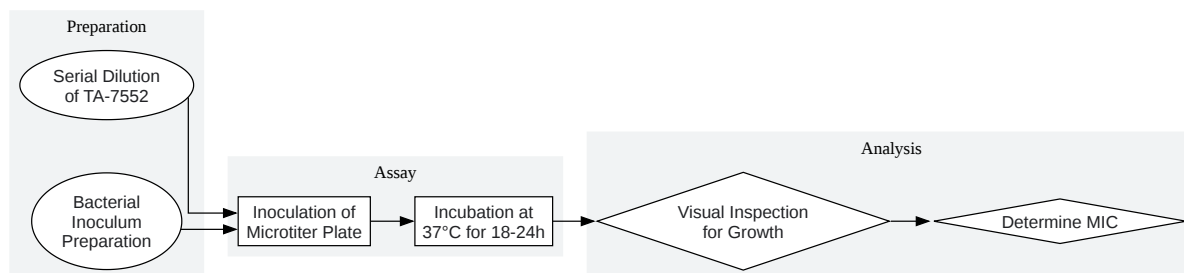 Preparation
Serial Dilution
of TA-7552
Bacterial
Inoculum
Preparation
Assay
Inoculation of
Microtiter Plate
Incubation at
37°C for 18-24h
Analysis
Visual Inspection
for Growth
Determine MIC